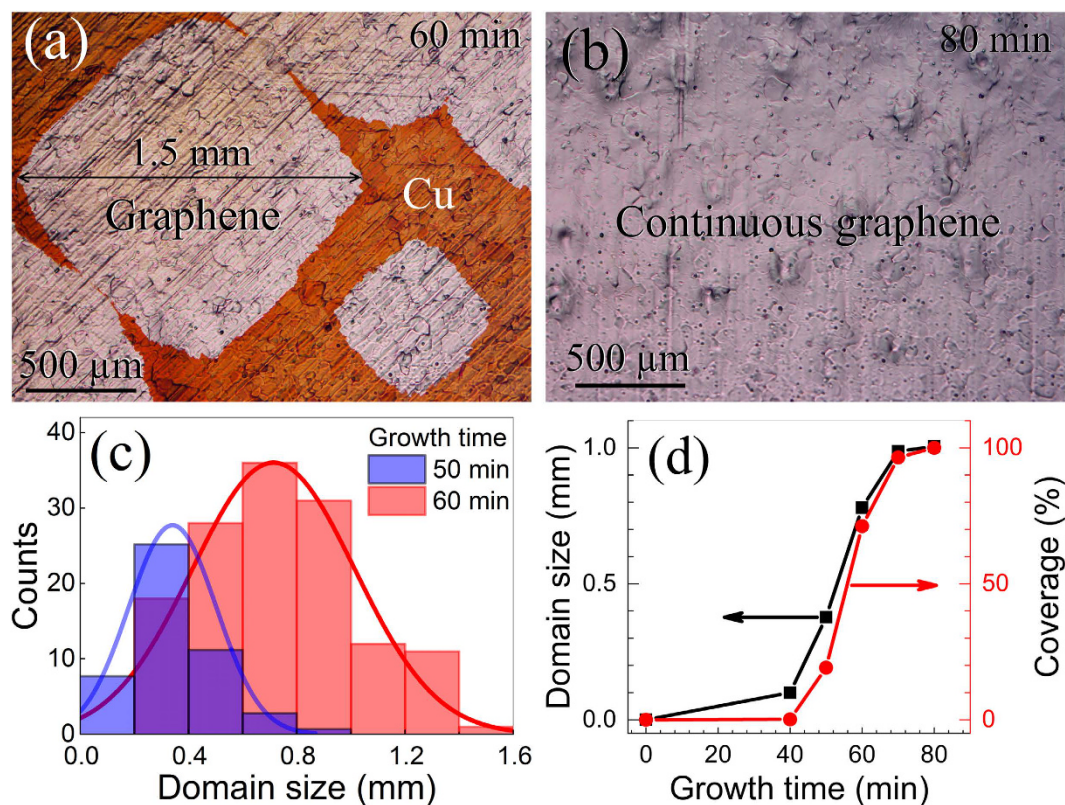 (a)
60 min
1.5 mm
Graphene
Cu
500 µm
(b)
80 min
Continuous graphene
500 µm
(c)
Growth time
50 min
60 min
40
30
20
10
0
Counts
0.0 0.4 0.8 1.2 1.6
Domain size (mm)
(d)
1.0
0.5
0.0
Domain size (mm)
100
50
0
Coverage (%)
0 20 40 60 80
Growth time (min)